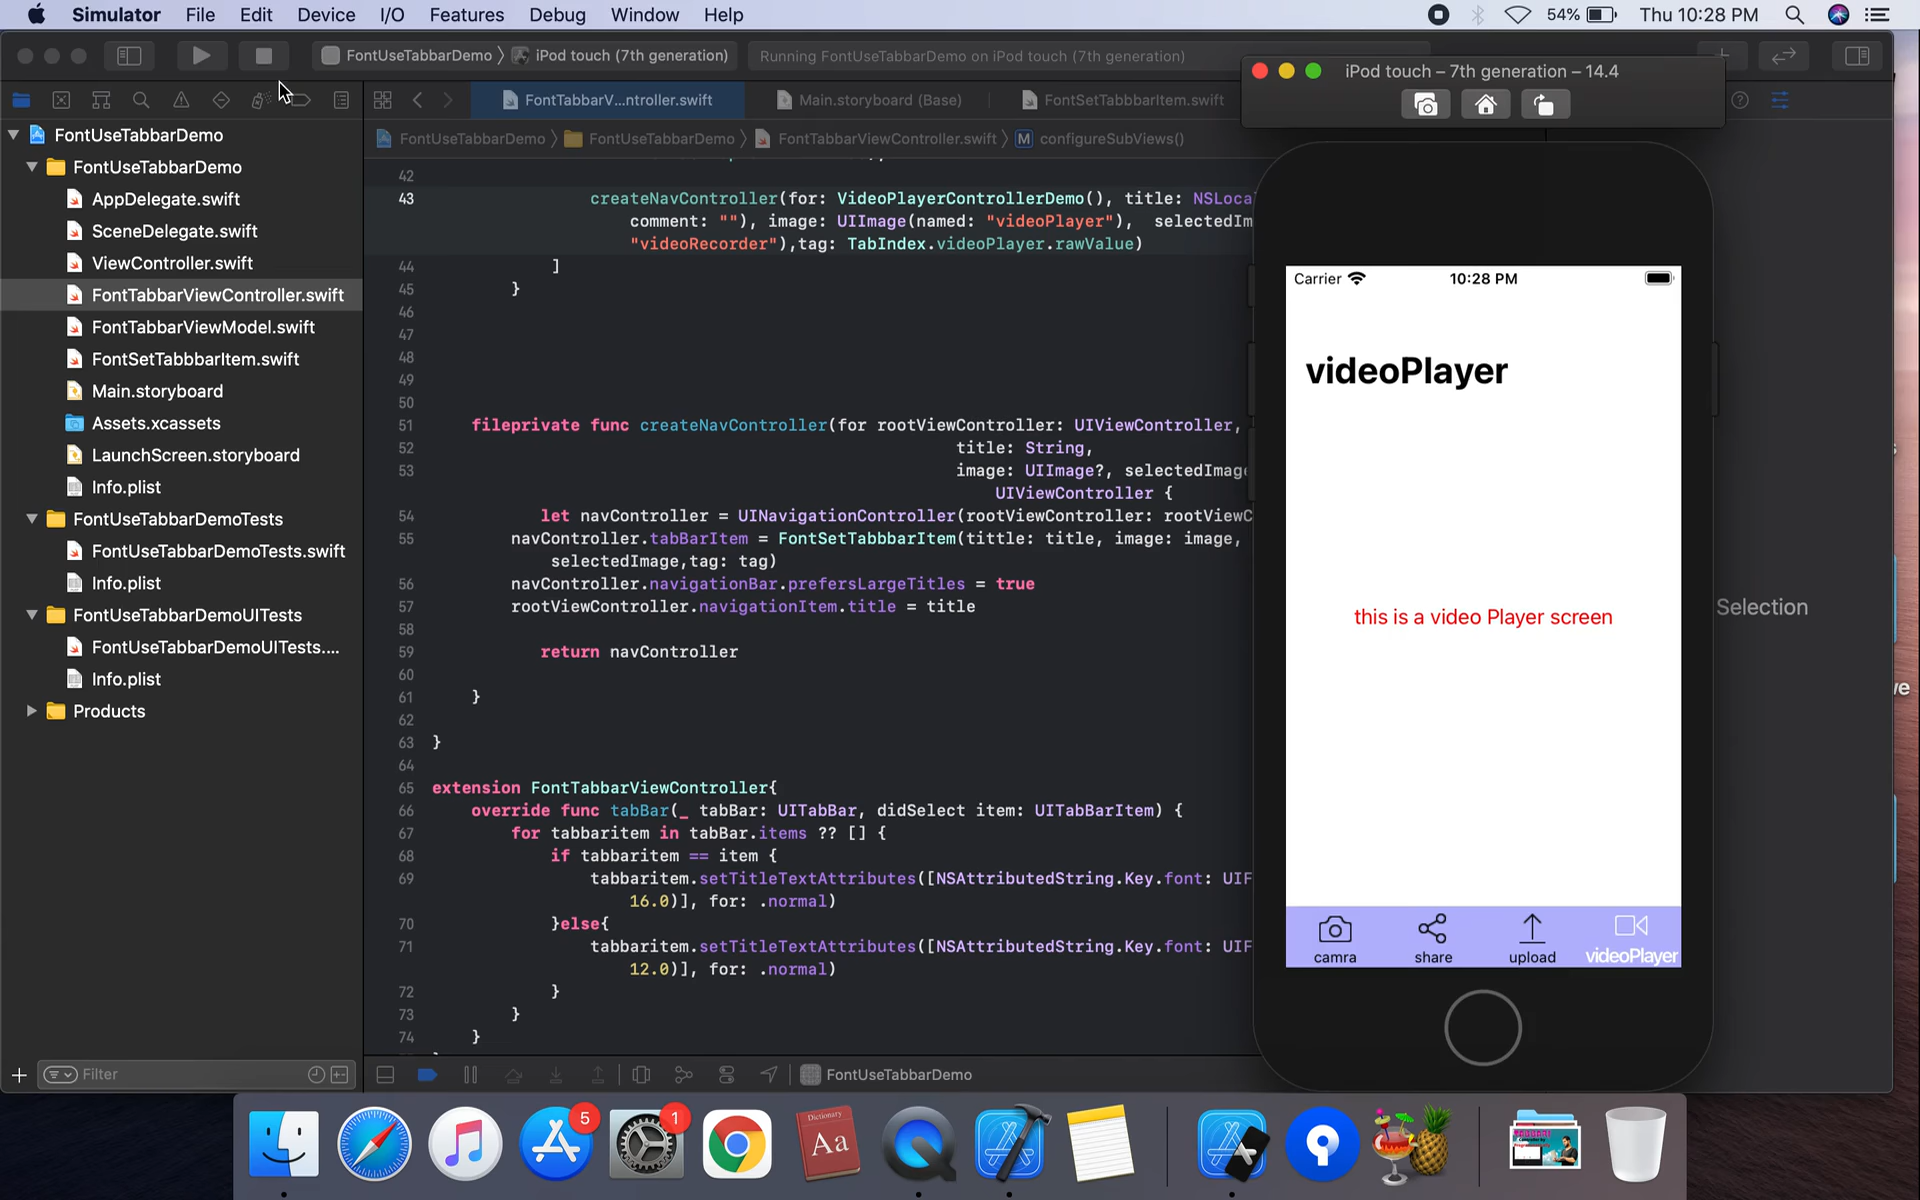 Simulator File Edit Device I/O Features Debug Window Help 54% Thu 10:28 PM
FontUseTabbarDemo iPod touch (7th generation) Running FontUseTabbarDemo on iPod touch (7th generation)
iPod touch – 7th generation – 14.4
FontTabbarV...ntroller.swift Main.storyboard (Base) FontSetTabbbarItem.swift
FontUseTabbarDemo FontUseTabbarDemo FontTabbarViewController.swift M configureSubViews()
FontUseTabbarDemo
FontUseTabbarDemo
AppDelegate.swift
SceneDelegate.swift
ViewController.swift
FontTabbarViewController.swift
FontTabbarViewModel.swift
FontSetTabbbarItem.swift
Main.storyboard
Assets.xcassets
LaunchScreen.storyboard
Info.plist
FontUseTabbarDemoTests
FontUseTabbarDemoTests.swift
Info.plist
FontUseTabbarDemoUITests
FontUseTabbarDemoUITests....
Info.plist
Products
Filter
42
43 createNavController(for: VideoPlayerControllerDemo(), title: NSLoca
comment: ""), image: UIImage(named: "videoPlayer"), selectedIm
"videoRecorder"),tag: TabIndex.videoPlayer.rawValue)
44 ]
45 }
46
47
48
49
50
51 fileprivate func createNavController(for rootViewController: UIViewController,
52 title: String,
53 image: UIImage?, selectedImage
UIViewController {
54 let navController = UINavigationController(rootViewController: rootViewC
55 navController.tabBarItem = FontSetTabbbarItem(tittle: title, image: image,
selectedImage,tag: tag)
56 navController.navigationBar.prefersLargeTitles = true
57 rootViewController.navigationItem.title = title
58
59 return navController
60
61 }
62
63 }
64
65 extension FontTabbarViewController{
66 override func tabBar(_ tabBar: UITabBar, didSelect item: UITabBarItem) {
67 for tabbaritem in tabBar.items ?? [] {
68 if tabbaritem == item {
69 tabbaritem.setTitleTextAttributes([NSAttributedString.Key.font: UIF
16.0)], for: .normal)
70 }else{
71 tabbaritem.setTitleTextAttributes([NSAttributedString.Key.font: UIF
12.0)], for: .normal)
72 }
73 }
74 }
FontUseTabbarDemo
Carrier 10:28 PM
videoPlayer
this is a video Player screen
camra share upload videoPlayer
Selection
5
1
Dictionary
Aa